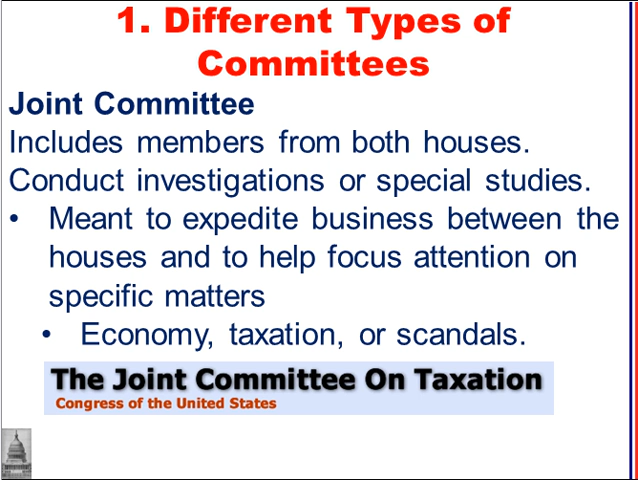 1. Different Types of
Committees
Joint Committee
Includes members from both houses.
Conduct investigations or special studies.
• Meant to expedite business between the
houses and to help focus attention on
specific matters
• Economy, taxation, or scandals.
The Joint Committee On Taxation
Congress of the United States